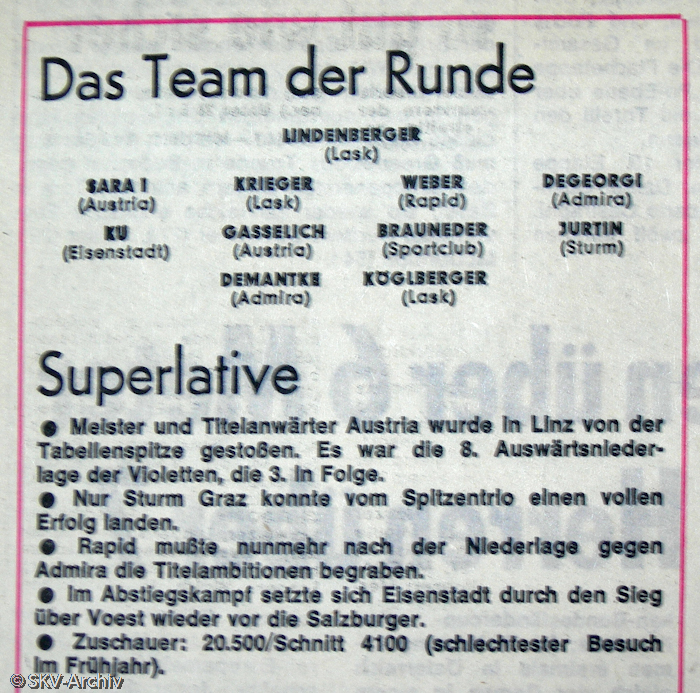 Das Team der Runde
LINDENBERGER
(Lask)
SARA I KRIEGER WEBER DEGEORGI
(Austria) (Lask) (Rapid) (Admira)
KU GASSELICH BRAUNEDER JURTIN
(Eisenstadt) (Austria) (Sportclub) (Sturm)
DEMANTKE KÖGLBERGER
(Admira) (Lask)
Superlative
● Meister und Titelanwärter Austria wurde in Linz von der
Tabellenspitze gestoßen. Es war die 8. Auswärtsnieder-
lage der Violetten, die 3. in Folge.
● Nur Sturm Graz konnte vom Spitzentrio einen vollen
Erfolg landen.
● Rapid mußte nunmehr nach der Niederlage gegen
Admira die Titelambitionen begraben.
● Im Abstiegskampf setzte sich Eisenstadt durch den Sieg
über Voest wieder vor die Salzburger.
● Zuschauer: 20.500/Schnitt 4100 (schlechtester Besuch
im Frühjahr).
© SKV-Archiv